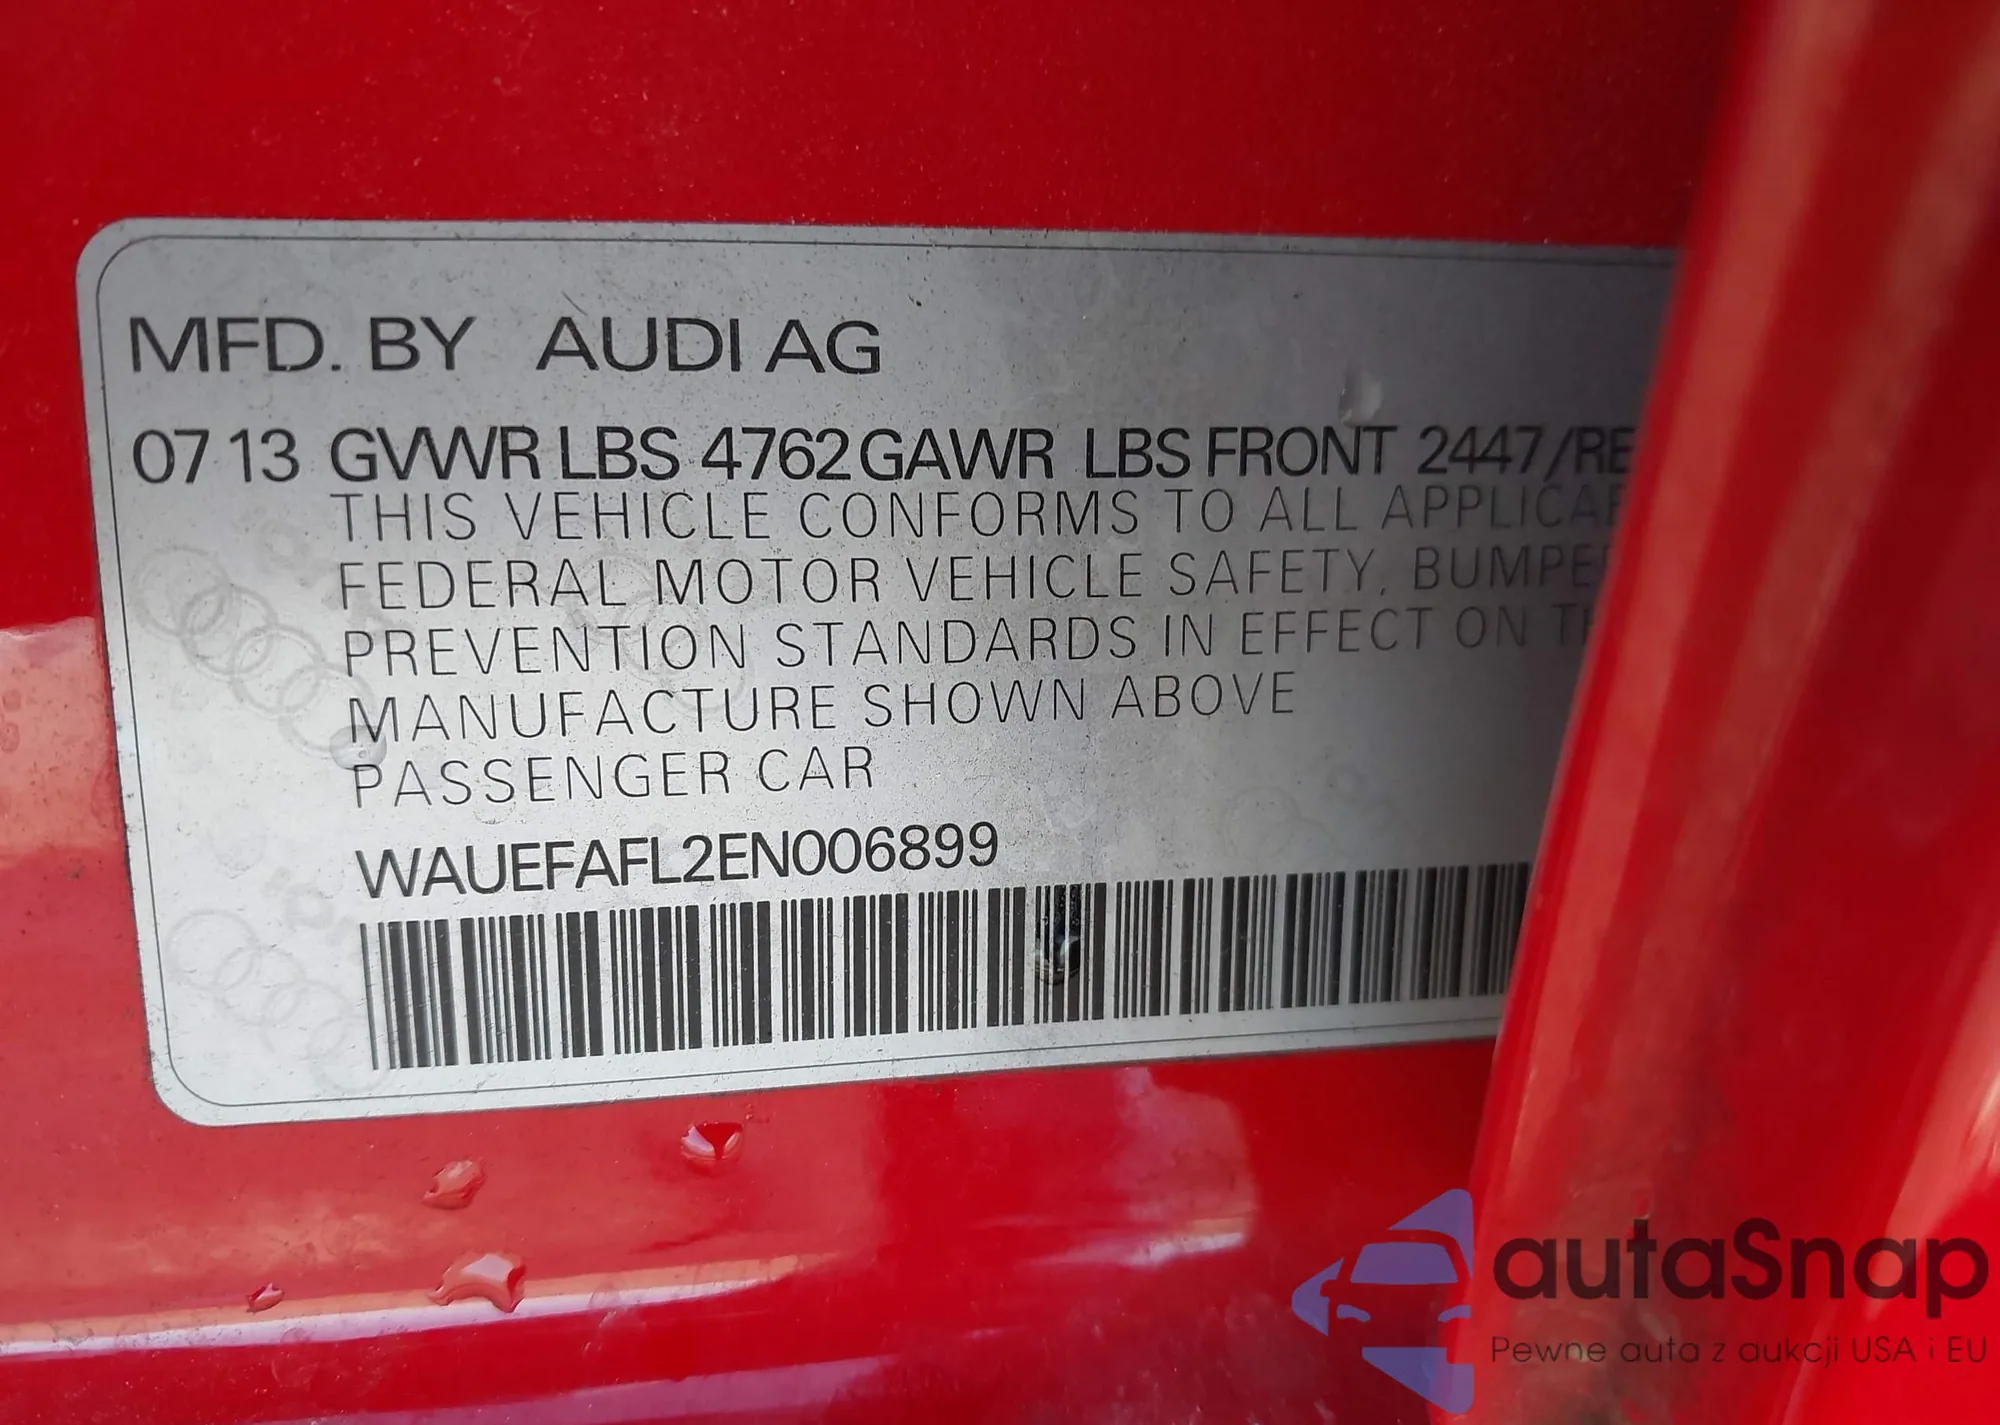 MFD. BY AUDI AG
07 13 GVWR LBS 4762 GAWR LBS FRONT 2447/RE
THIS VEHICLE CONFORMS TO ALL APPLICA
FEDERAL MOTOR VEHICLE SAFETY, BUMPE
PREVENTION STANDARDS IN EFFECT ON TH
MANUFACTURE SHOWN ABOVE
PASSENGER CAR
WAUEFAFL2EN006899
autaSnap
Pewne auta z aukcji USA i EU